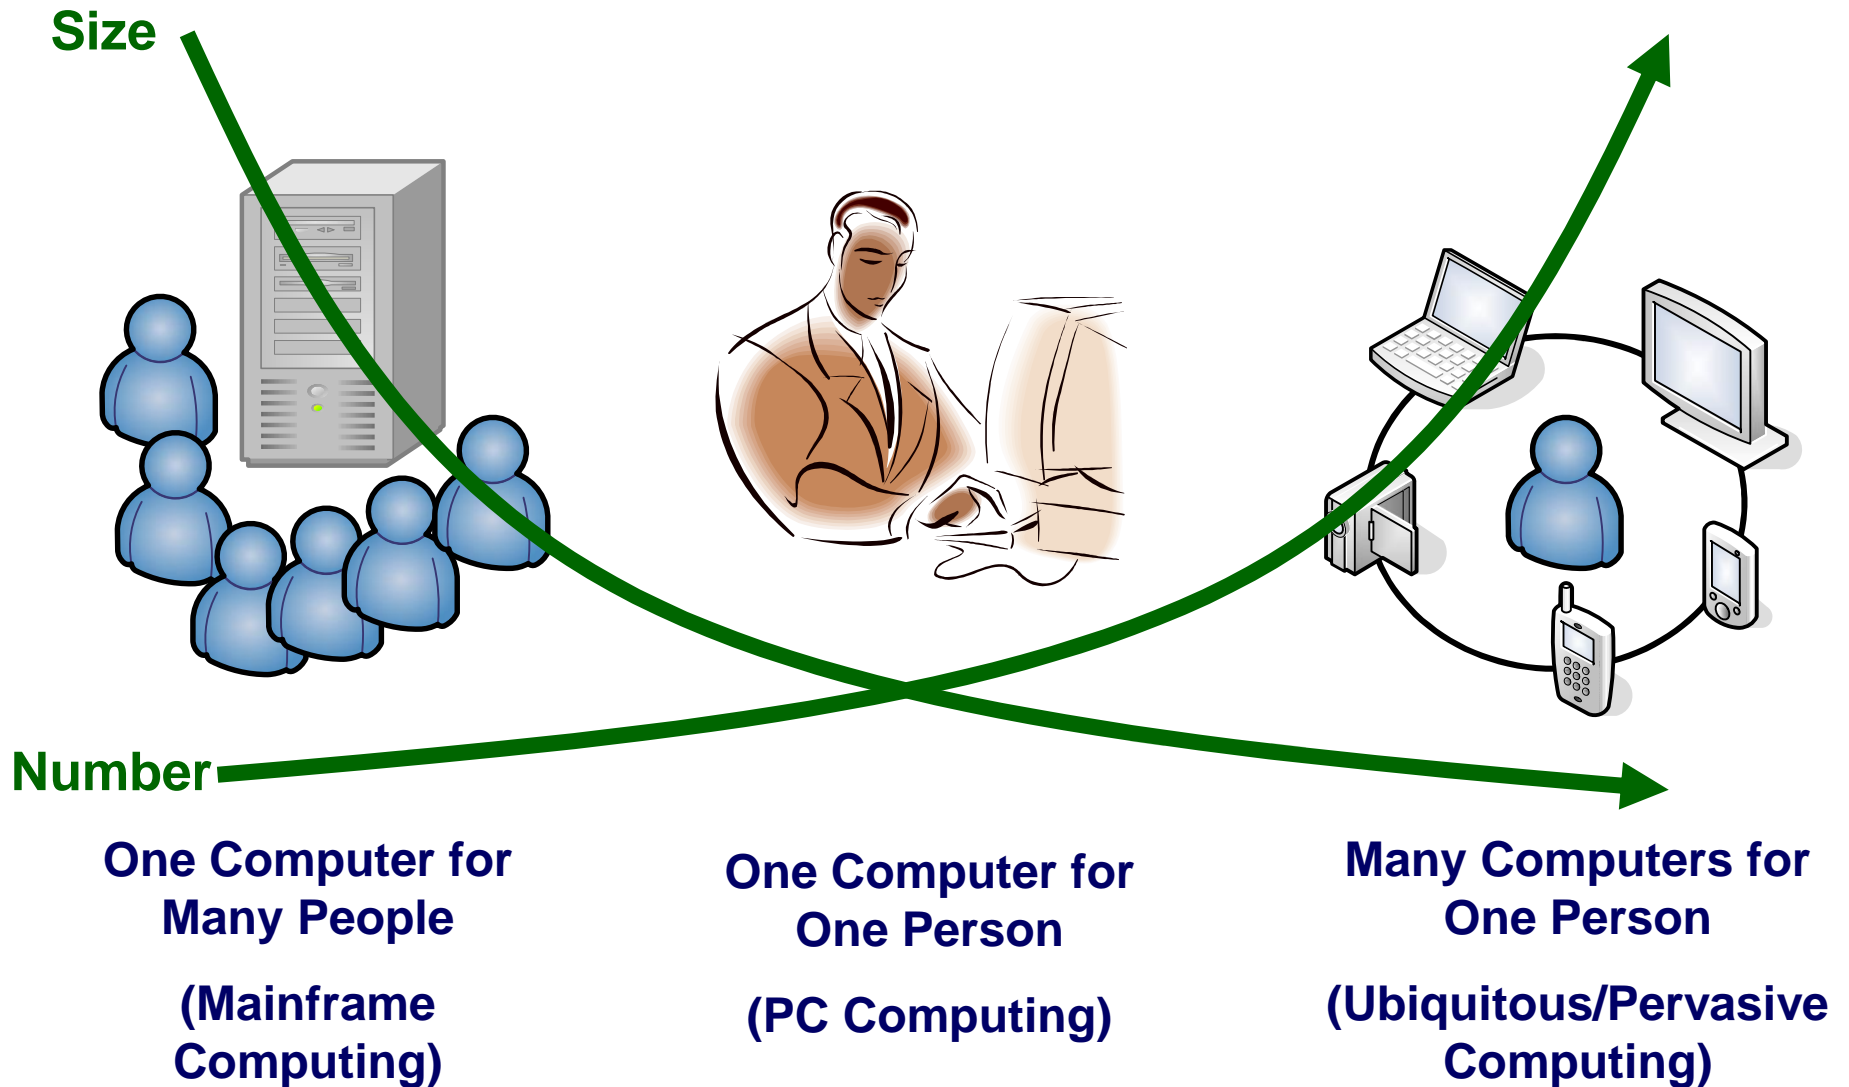 Size
Number
One Computer for
Many People
(Mainframe
Computing)
One Computer for
One Person
(PC Computing)
Many Computers for
One Person
(Ubiquitous/Pervasive
Computing)